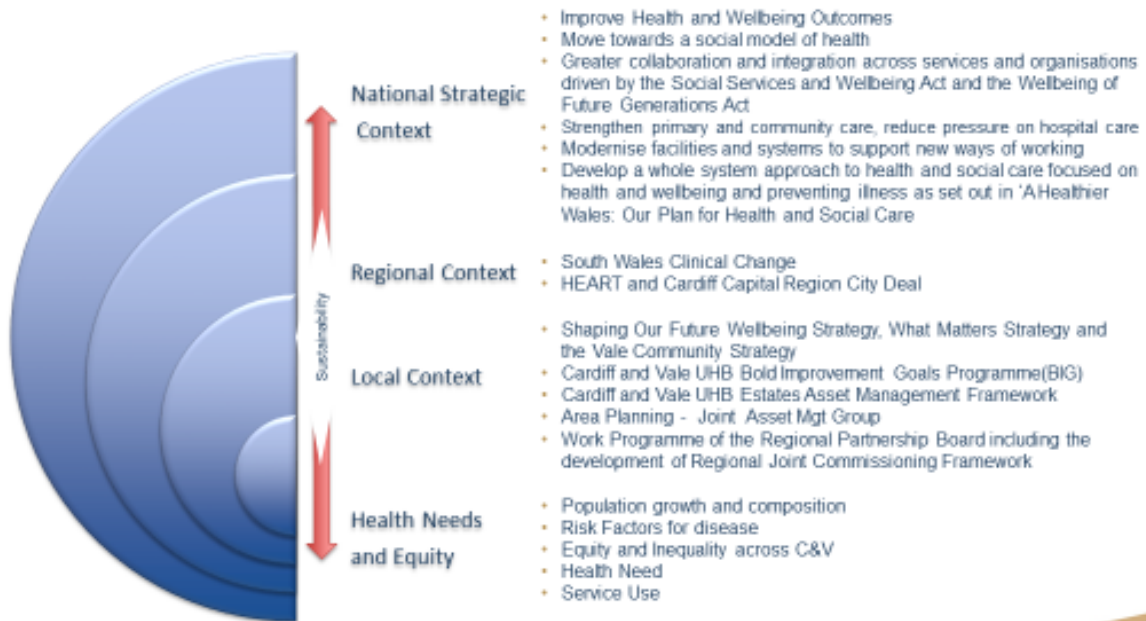 • Improve Health and Wellbeing Outcomes
• Move towards a social model of health
• Greater collaboration and integration across services and organisations
driven by the Social Services and Wellbeing Act and the Wellbeing of
Future Generations Act
National Strategic
Context
• Strengthen primary and community care, reduce pressure on hospital care
• Modernise facilities and systems to support new ways of working
• Develop a whole system approach to health and social care focused on
health and wellbeing and preventing illness as set out in 'A Healthier
Wales: Our Plan for Health and Social Care
Regional Context
• South Wales Clinical Change
• HEART and Cardiff Capital Region City Deal
Sustainability
Local Context
• Shaping Our Future Wellbeing Strategy, What Matters Strategy and
the Vale Community Strategy
• Cardiff and Vale UHB Bold Improvement Goals Programme(BIG)
• Cardiff and Vale UHB Estates Asset Management Framework
• Area Planning - Joint Asset Mgt Group
• Work Programme of the Regional Partnership Board including the
development of Regional Joint Commissioning Framework
Health Needs
and Equity
• Population growth and composition
• Risk Factors for disease
• Equity and Inequality across C&V
• Health Need
• Service Use